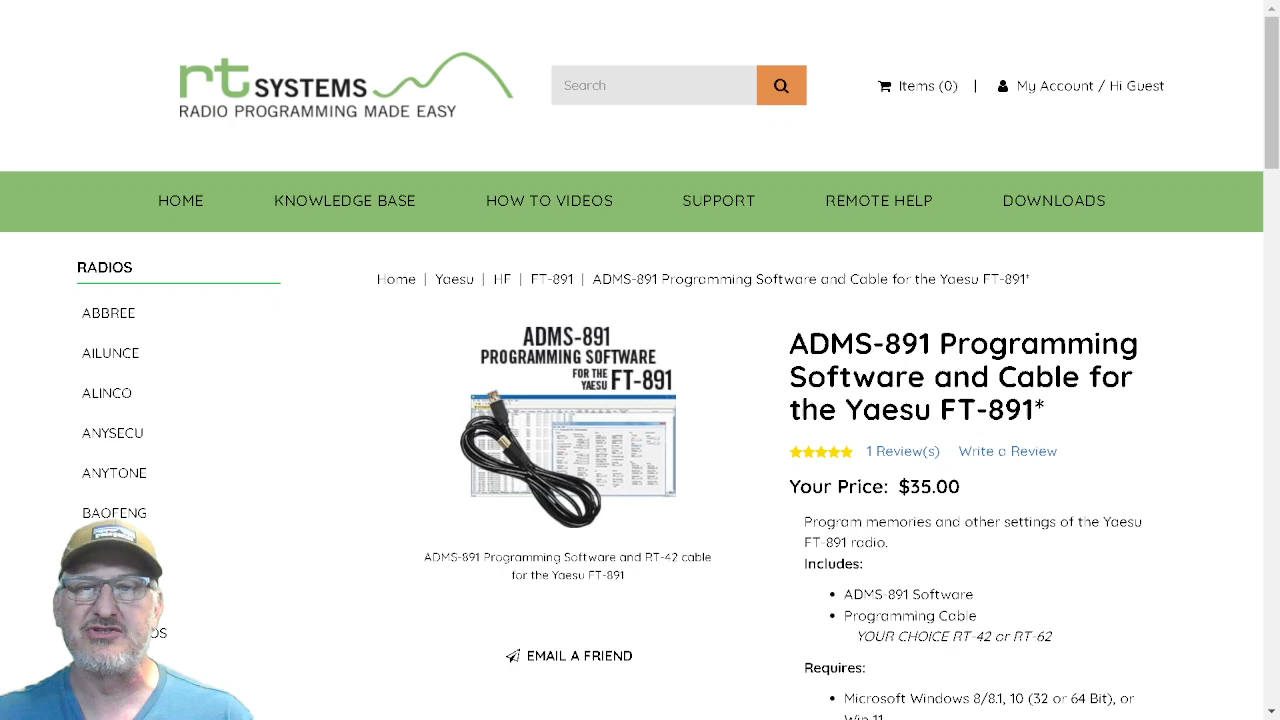 rt SYSTEMS
RADIO PROGRAMMING MADE EASY
Search
Items (0) | My Account / Hi Guest
HOME KNOWLEDGE BASE HOW TO VIDEOS SUPPORT REMOTE HELP DOWNLOADS
RADIOS
ABBREE
AILUNCE
ALINCO
ANYSECU
ANYTONE
BAOFENG
OS
Home | Yaesu | HF | FT-891 | ADMS-891 Programming Software and Cable for the Yaesu FT-891*
ADMS-891
PROGRAMMING SOFTWARE
FOR THE
YAESU FT-891
ADMS-891 Programming Software and RT-42 cable
for the Yaesu FT-891
EMAIL A FRIEND
ADMS-891 Programming
Software and Cable for
the Yaesu FT-891*
1 Review(s) Write a Review
Your Price: $35.00
Program memories and other settings of the Yaesu
FT-891 radio.
Includes:
• ADMS-891 Software
• Programming Cable
YOUR CHOICE RT-42 or RT-62
Requires:
• Microsoft Windows 8/8.1, 10 (32 or 64 Bit), or
Win 11